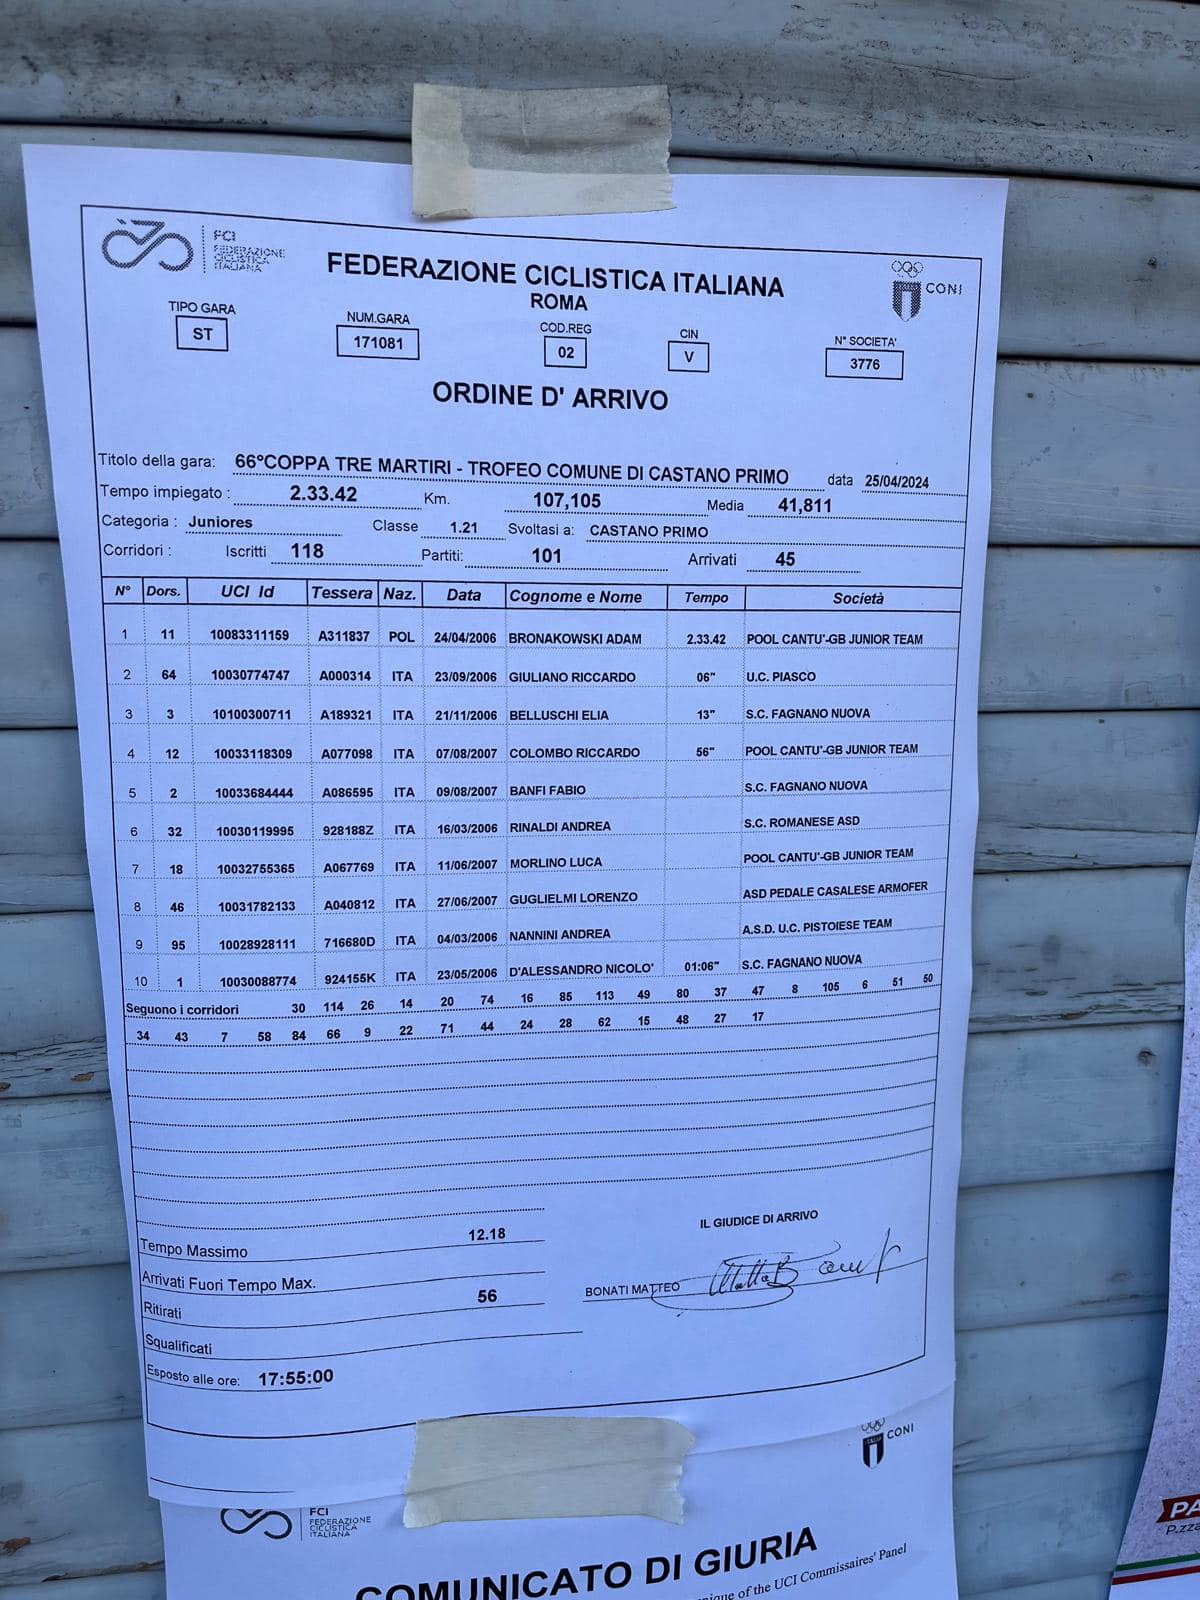 FCI
FEDERAZIONE
CICLISTICA
ITALIANA
FEDERAZIONE CICLISTICA ITALIANA
ROMA
CONI
TIPO GARA
ST
NUM.GARA
171081
COD.REG
02
CIN
V
N° SOCIETA'
3776
ORDINE D' ARRIVO
Titolo della gara: 66°COPPA TRE MARTIRI - TROFEO COMUNE DI CASTANO PRIMO data 25/04/2024
Tempo impiegato : 2.33.42 Km. 107,105 Media 41,811
Categoria : Juniores Classe 1.21 Svoltasi a: CASTANO PRIMO
Corridori : Iscritti 118 Partiti: 101 Arrivati 45
N° Dors. UCI Id Tessera Naz. Data Cognome e Nome Tempo Società
1 11 10083311159 A311837 POL 24/04/2006 BRONAKOWSKI ADAM 2.33.42 POOL CANTU'-GB JUNIOR TEAM
2 64 10030774747 A000314 ITA 23/09/2006 GIULIANO RICCARDO 06" U.C. PIASCO
3 3 10100300711 A189321 ITA 21/11/2006 BELLUSCHI ELIA 13" S.C. FAGNANO NUOVA
4 12 10033118309 A077098 ITA 07/08/2007 COLOMBO RICCARDO 56" POOL CANTU'-GB JUNIOR TEAM
5 2 10033684444 A086595 ITA 09/08/2007 BANFI FABIO S.C. FAGNANO NUOVA
6 32 10030119995 928188Z ITA 16/03/2006 RINALDI ANDREA S.C. ROMANESE ASD
7 18 10032755365 A067769 ITA 11/06/2007 MORLINO LUCA POOL CANTU'-GB JUNIOR TEAM
8 46 10031782133 A040812 ITA 27/06/2007 GUGLIELMI LORENZO ASD PEDALE CASALESE ARMOFER
9 95 10028928111 716680D ITA 04/03/2006 NANNINI ANDREA A.S.D. U.C. PISTOIESE TEAM
10 1 10030088774 924155K ITA 23/05/2006 D'ALESSANDRO NICOLO' 01:06" S.C. FAGNANO NUOVA
Seguono i corridori 30 114 26 14 20 74 16 85 113 49 80 37 47 8 105 6 51 50
34 43 7 58 84 66 9 22 71 44 24 28 62 15 48 27 17
Tempo Massimo 12.18
Arrivati Fuori Tempo Max.
Ritirati 56
Squalificati
Esposto alle ore: 17:55:00
IL GIUDICE DI ARRIVO
BONATI MATTEO
CONI
FCI
FEDERAZIONE
CICLISTICA
ITALIANA
COMUNICATO DI GIURIA
of the UCI Commissaires' Panel
PA
P.zza